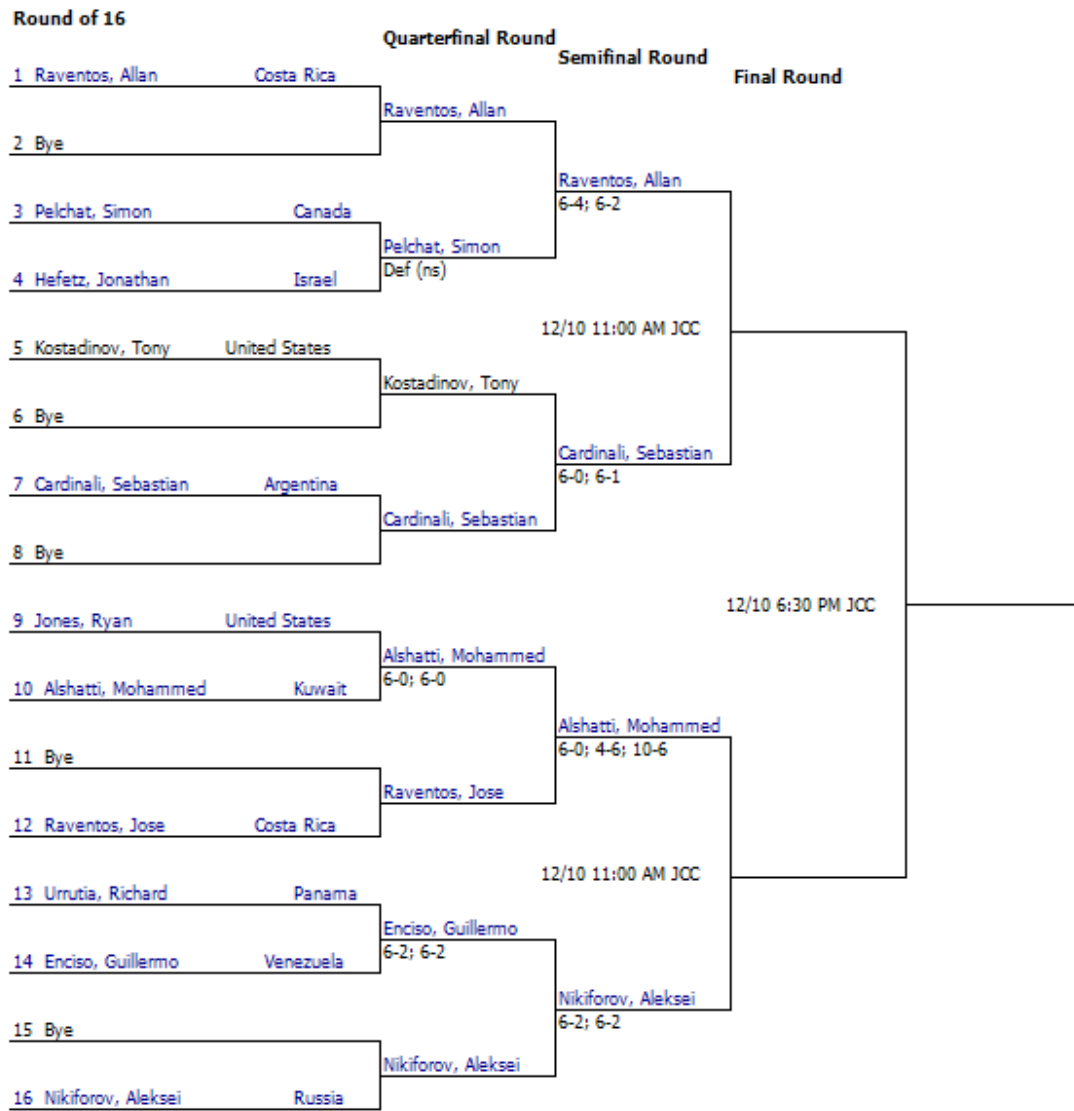 Round of 16
Quarterfinal Round
Semifinal Round
Final Round
1 Raventos, Allan Costa Rica
Raventos, Allan
2 Bye
Raventos, Allan
6-4; 6-2
3 Pelchat, Simon Canada
Pelchat, Simon
Def (ns)
4 Hefetz, Jonathan Israel
12/10 11:00 AM JCC
5 Kostadinov, Tony United States
Kostadinov, Tony
6 Bye
Cardinali, Sebastian
6-0; 6-1
7 Cardinali, Sebastian Argentina
Cardinali, Sebastian
8 Bye
12/10 6:30 PM JCC
9 Jones, Ryan United States
Alshatti, Mohammed
6-0; 6-0
10 Alshatti, Mohammed Kuwait
Alshatti, Mohammed
6-0; 4-6; 10-6
11 Bye
Raventos, Jose
12 Raventos, Jose Costa Rica
12/10 11:00 AM JCC
13 Urrutia, Richard Panama
Enciso, Guillermo
6-2; 6-2
14 Enciso, Guillermo Venezuela
Nikiforov, Aleksei
6-2; 6-2
15 Bye
Nikiforov, Aleksei
16 Nikiforov, Aleksei Russia